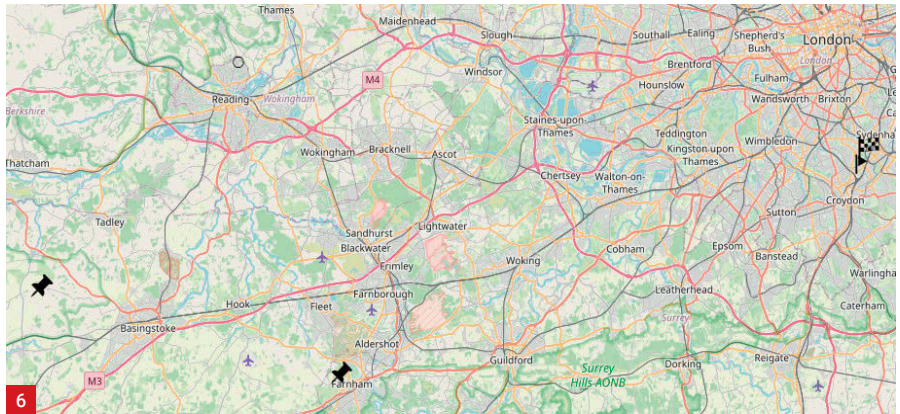 Thames
Maidenhead
Slough
Southall
Ealing
Shepherd's
Bush
London
London
Windsor
Brentford
M4
Hounslow
Fulham
Reading
Wokingham
Berkshire
Wandsworth
Brixton
Staines-upon
Thames
Teddington
Kingston upon
Thames
Wimbledon
Sydenha
Thatcham
Wokingham
Bracknell
Ascot
Chertsey
Walton-on-
Thames
Croydon
Sutton
Tadley
Sandhurst
Blackwater
Lightwater
Frimley
Woking
Cobham
Epsom
Banstead
Warlingha
Hook
Fleet
Farnborough
Leatherhead
Caterham
Basingstoke
Surrey
Aldershot
Guildford
Dorking
Reigate
Surrey
Hills AONB
M3
Farnham
6